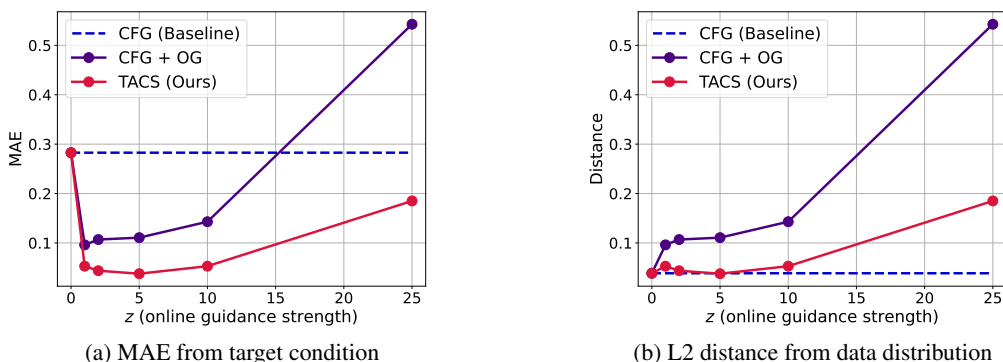 CFG (Baseline)
CFG + OG
TACS (Ours)
MAE
0.5
0.4
0.3
0.2
0.1
0 5 10 15 20 25
z (online guidance strength)
(a) MAE from target condition
CFG (Baseline)
CFG + OG
TACS (Ours)
Distance
0.5
0.4
0.3
0.2
0.1
0 5 10 15 20 25
z (online guidance strength)
(b) L2 distance from data distribution